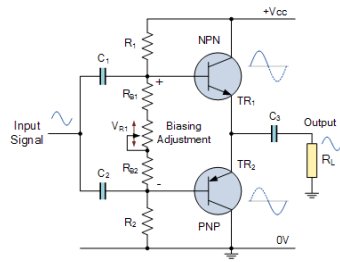 +Vcc
R1
NPN
C1
+
TR1
RB1
Input
Signal
VR1
Biasing
Adjustment
C3
Output
RB2
TR2
RL
C2
-
R2
PNP
0V